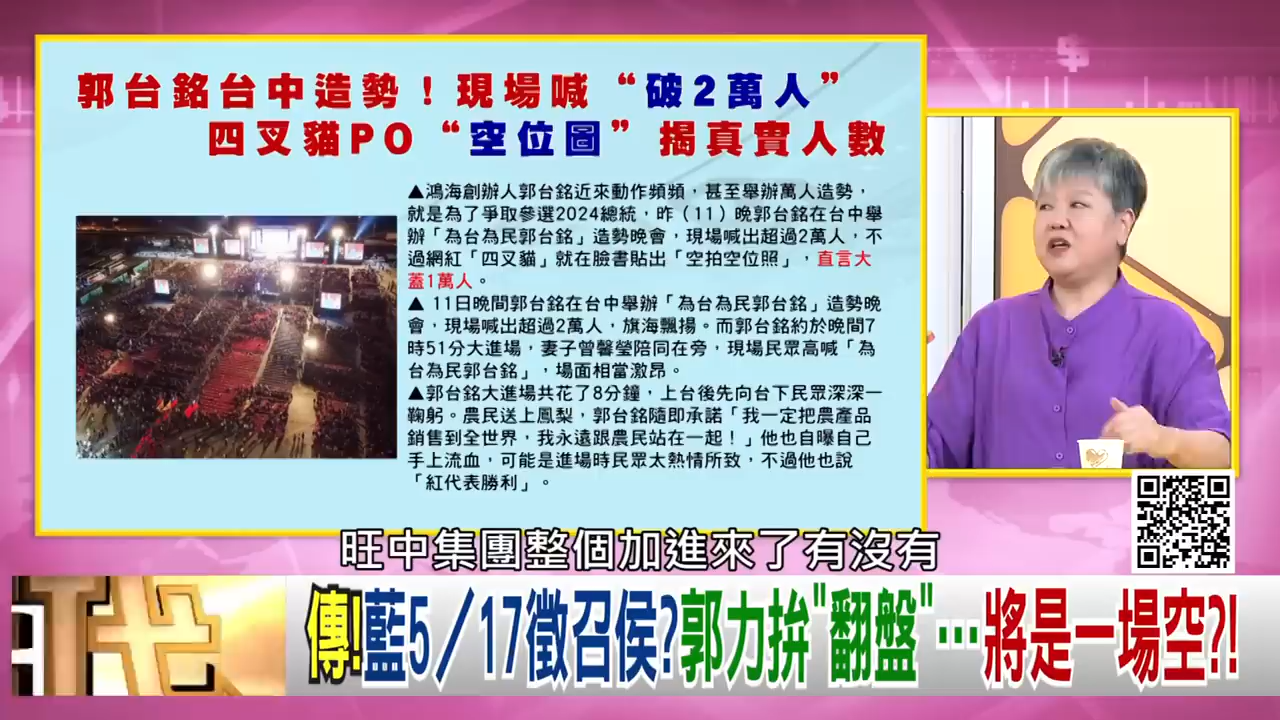 郭台銘台中造勢！現場喊“破2萬人”
四叉貓PO“空位圖”揭真實人數
▲鴻海創辦人郭台銘近來動作頻頻，甚至舉辦萬人造勢，
就是為了爭取參選2024總統，昨（11）晚郭台銘在台中舉
辦「為台為民郭台銘」造勢晚會，現場喊出超過2萬人，不
過網紅「四叉貓」就在臉書貼出「空拍空位照」，直言大
蓋1萬人。
▲ 11日晚間郭台銘在台中舉辦「為台為民郭台銘」造勢晚
會，現場喊出超過2萬人，旗海飄揚。而郭台銘約於晚間7
時51分大進場，妻子曾馨瑩陪同在旁，現場民眾高喊「為
台為民郭台銘」，場面相當激昂。
▲郭台銘大進場共花了8分鐘，上台後先向台下民眾深深一
鞠躬。農民送上鳳梨，郭台銘隨即承諾「我一定把農產品
銷售到全世界，我永遠跟農民站在一起！」他也自曝自己
手上流血，可能是進場時民眾太熱情所致，不過他也說
「紅代表勝利」。
旺中集團整個加進來了有沒有
傳!藍5／17徵召侯?郭力拚"翻盤"…將是一場空?!